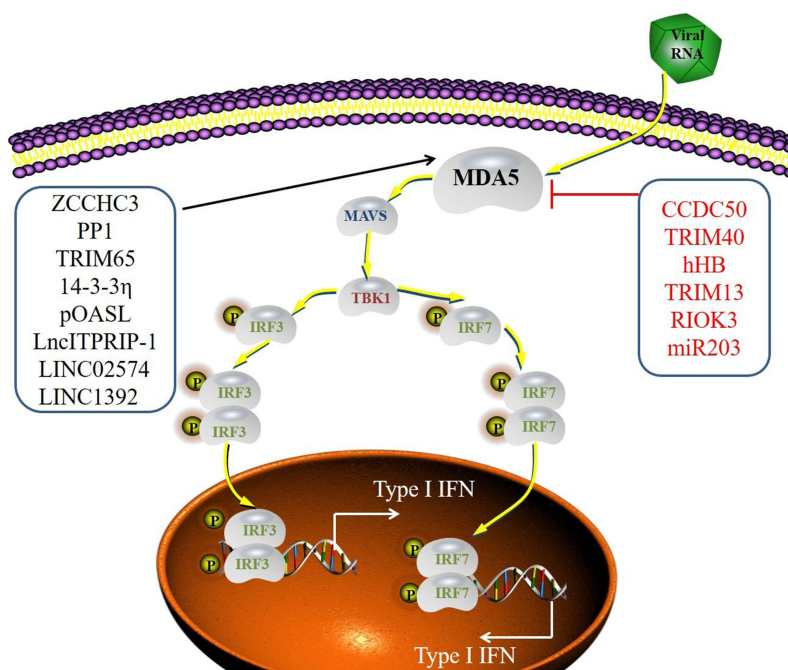 Viral
RNA
MDA5
MAVS
ZCCHC3
PP1
TRIM65
14-3-3η
pOASL
LncITPRIP-1
LINC02574
LINC1392
CCDC50
TRIM40
hHB
TRIM13
RIOK3
miR203
TBK1
P
IRF3
P
IRF7
P
IRF3
P
IRF3
P
IRF7
P
IRF7
Type I IFN
P
IRF3
P
IRF3
P
IRF7
P
IRF7
Type I IFN